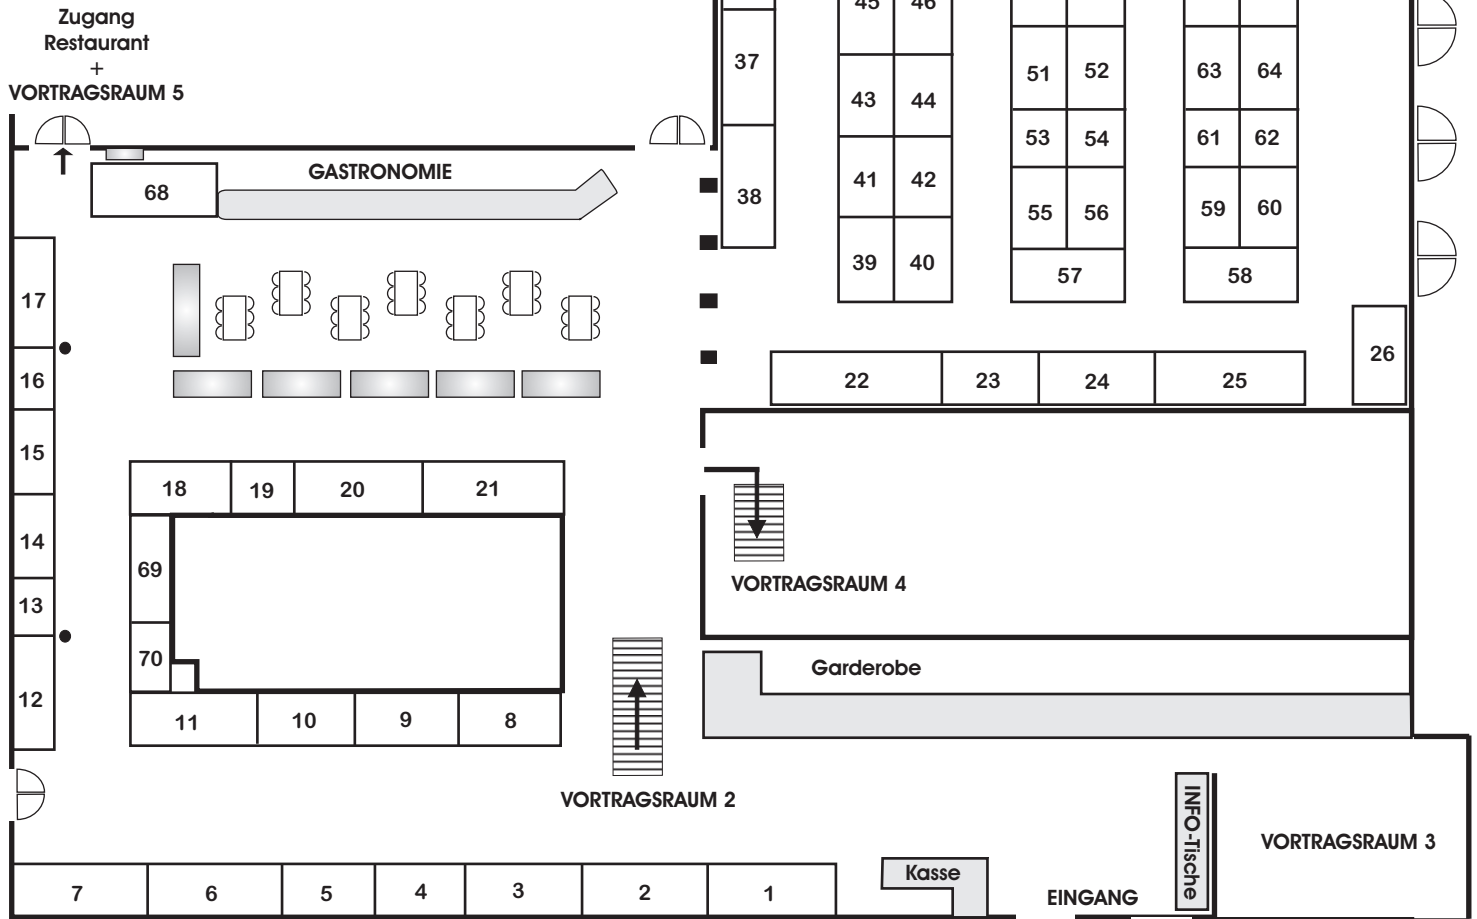 Zugang
Restaurant
+
VORTRAGSRAUM 5
45 46
37
51 52
63 64
43 44
53 54
61 62
GASTRONOMIE
68
38
41 42
55 56
59 60
39 40
57
58
17
16
15
14
13
12
22 23 24 25
26
18 19 20 21
69
70
11 10 9 8
VORTRAGSRAUM 4
Garderobe
VORTRAGSRAUM 2
INFO-Tische
VORTRAGSRAUM 3
Kasse
EINGANG
7 6 5 4 3 2 1